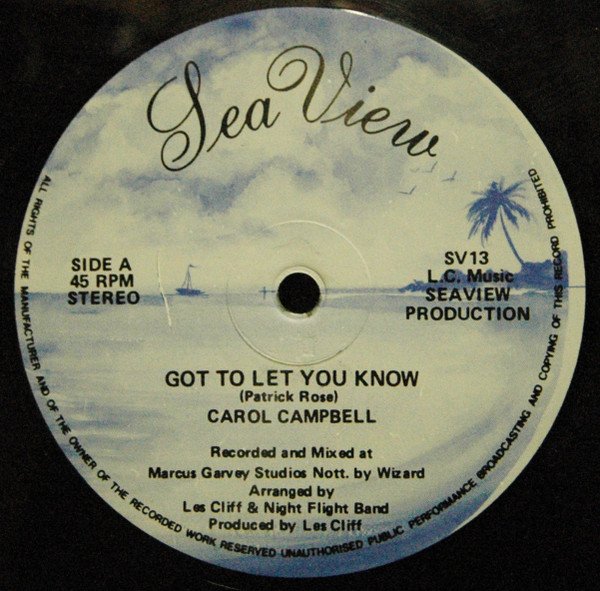 Sea View
SIDE A
45 RPM
STEREO
SV13
L.C. Music
SEAVIEW
PRODUCTION
GOT TO LET YOU KNOW
(Patrick Rose)
CAROL CAMPBELL
Recorded and Mixed at
Marcus Garvey Studios Nott. by Wizard
Arranged by
Les Cliff & Night Flight Band
Produced by Les Cliff
ALL RIGHTS OF THE MANUFACTURER AND OF THE OWNER OF THE RECORDED WORK RESERVED UNAUTHORISED PUBLIC PERFORMANCE BROADCASTING AND COPYING OF THIS RECORD PROHIBITED